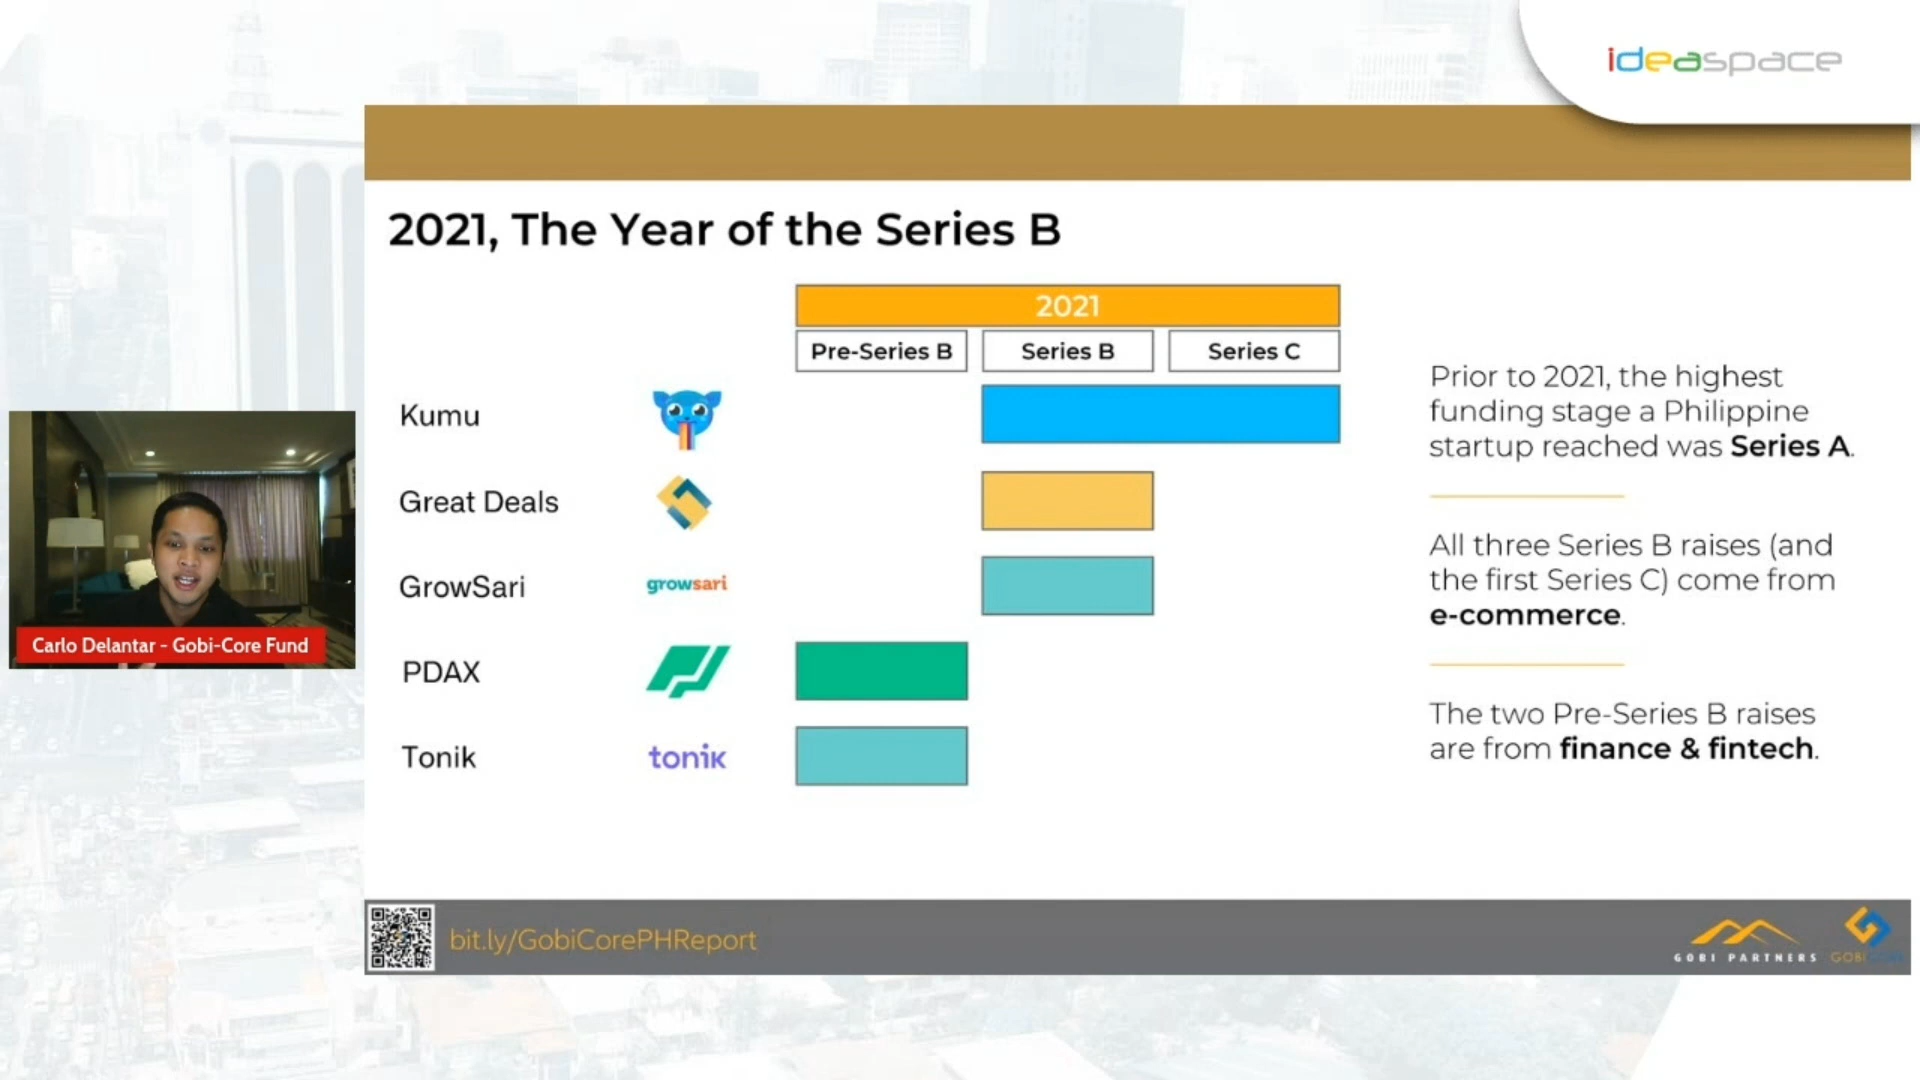 ideaspace
2021, The Year of the Series B
2021
Pre-Series B
Series B
Series C
Kumu
Great Deals
GrowSari
growsari
PDAX
Tonik
tonik
Prior to 2021, the highest
funding stage a Philippine
startup reached was Series A.
All three Series B raises (and
the first Series C) come from
e-commerce.
The two Pre-Series B raises
are from finance & fintech.
Carlo Delantar - Gobi-Core Fund
bit.ly/GobiCorePHReport
GOBI PARTNERS